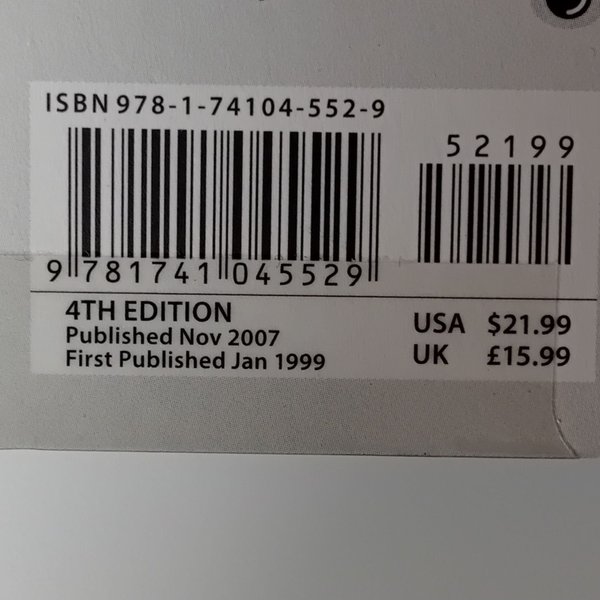 ISBN 978-1-74104-552-9
52199
9 781741 045529
4TH EDITION
Published Nov 2007
First Published Jan 1999
USA $21.99
UK £15.99